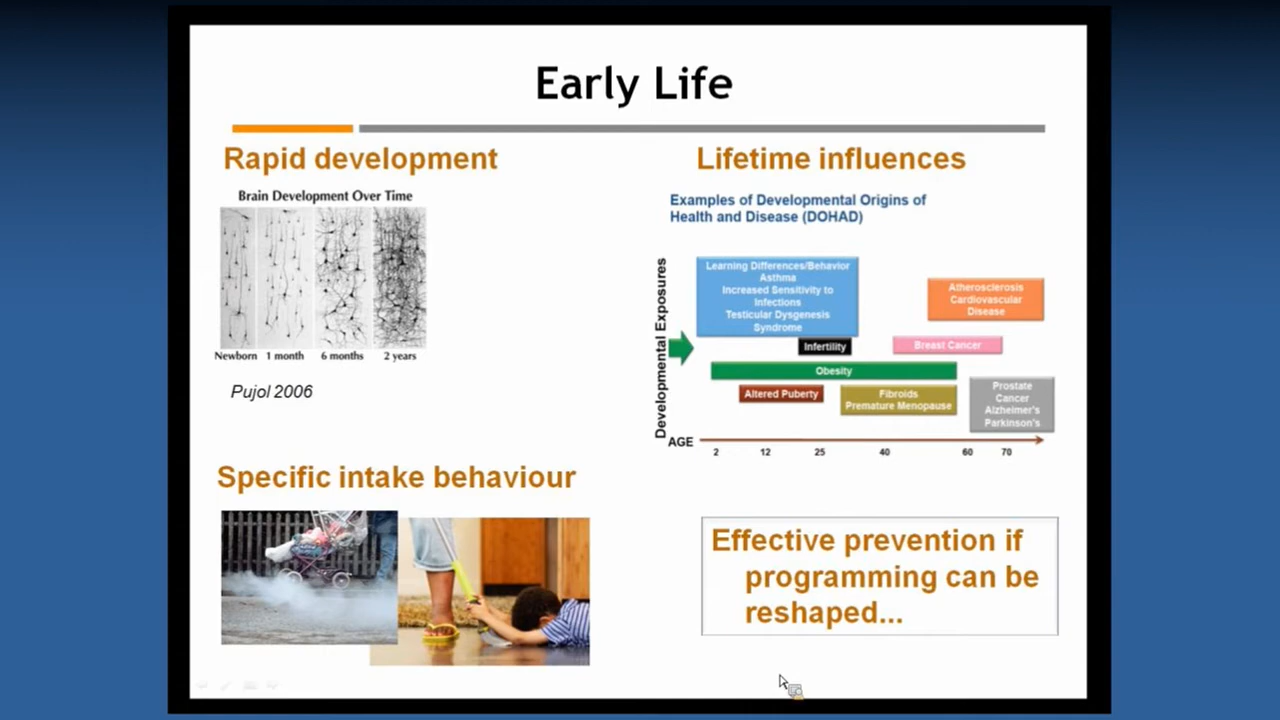 Early Life
Rapid development
Brain Development Over Time
Newborn 1 month 6 months 2 years
Pujol 2006
Specific intake behaviour
Lifetime influences
Examples of Developmental Origins of
Health and Disease (DOHAD)
Developmental Exposures
Learning Differences/Behavior
Asthma
Increased Sensitivity to
Infections
Testicular Dysgenesis
Syndrome
Atherosclerosis
Cardiovascular
Disease
Infertility
Breast Cancer
Obesity
Altered Puberty
Fibroids
Premature Menopause
Prostate
Cancer
Alzheimer's
Parkinson's
AGE
2 12 25 40 60 70
Effective prevention if
programming can be
reshaped...